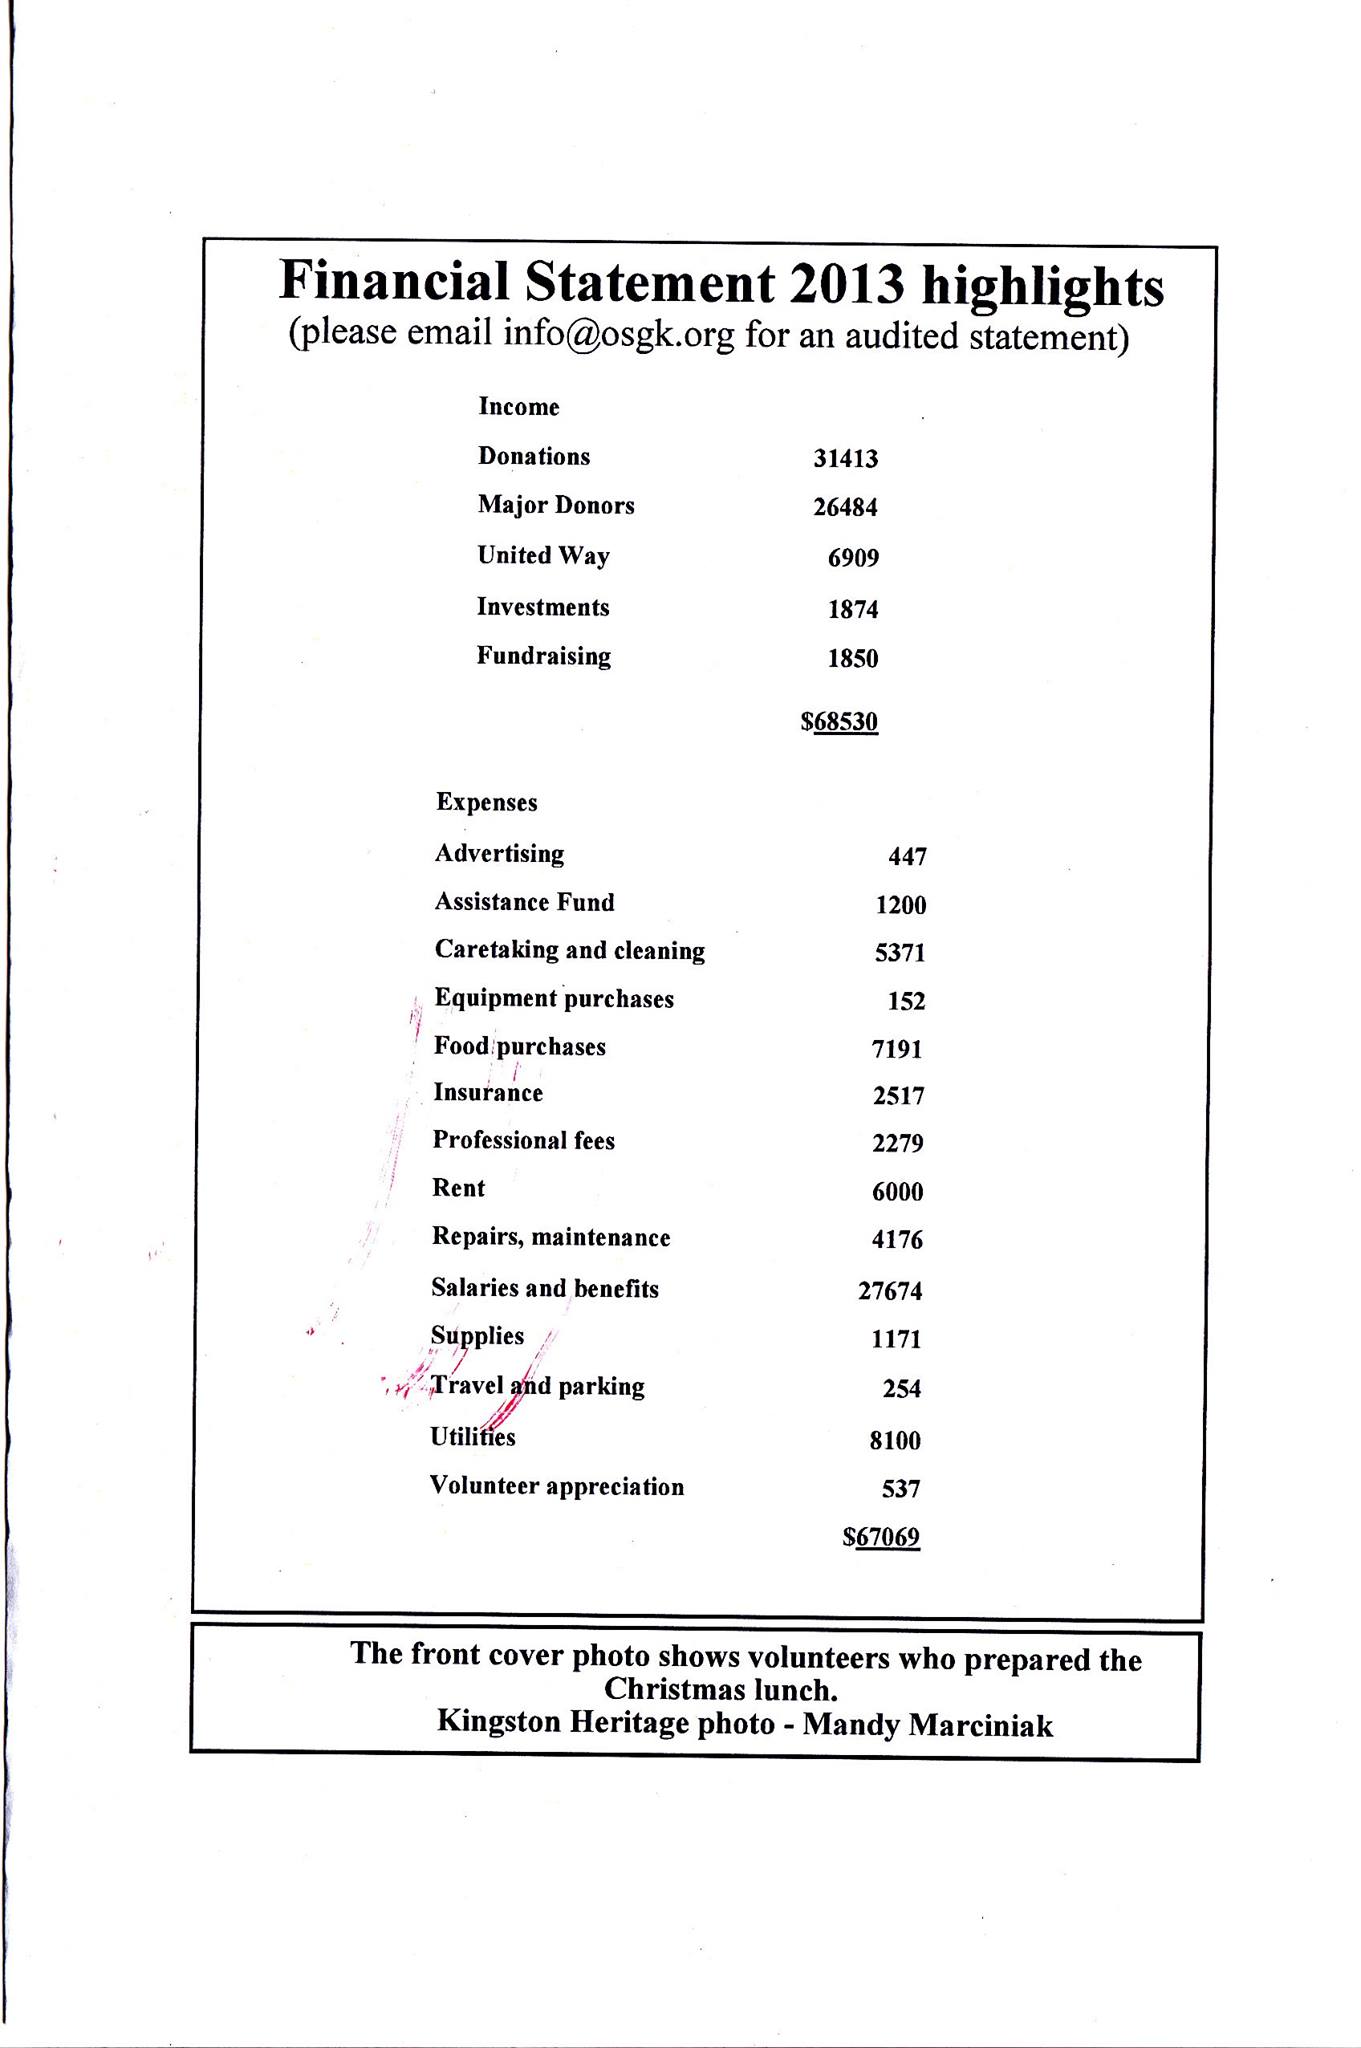 Financial Statement 2013 highlights
(please email info@osgk.org for an audited statement)
Income
Donations 31413
Major Donors 26484
United Way 6909
Investments 1874
Fundraising 1850
$68530
Expenses
Advertising 447
Assistance Fund 1200
Caretaking and cleaning 5371
Equipment purchases 152
Food purchases 7191
Insurance 2517
Professional fees 2279
Rent 6000
Repairs, maintenance 4176
Salaries and benefits 27674
Supplies 1171
Travel and parking 254
Utilities 8100
Volunteer appreciation 537
$67069
The front cover photo shows volunteers who prepared the
Christmas lunch.
Kingston Heritage photo - Mandy Marciniak